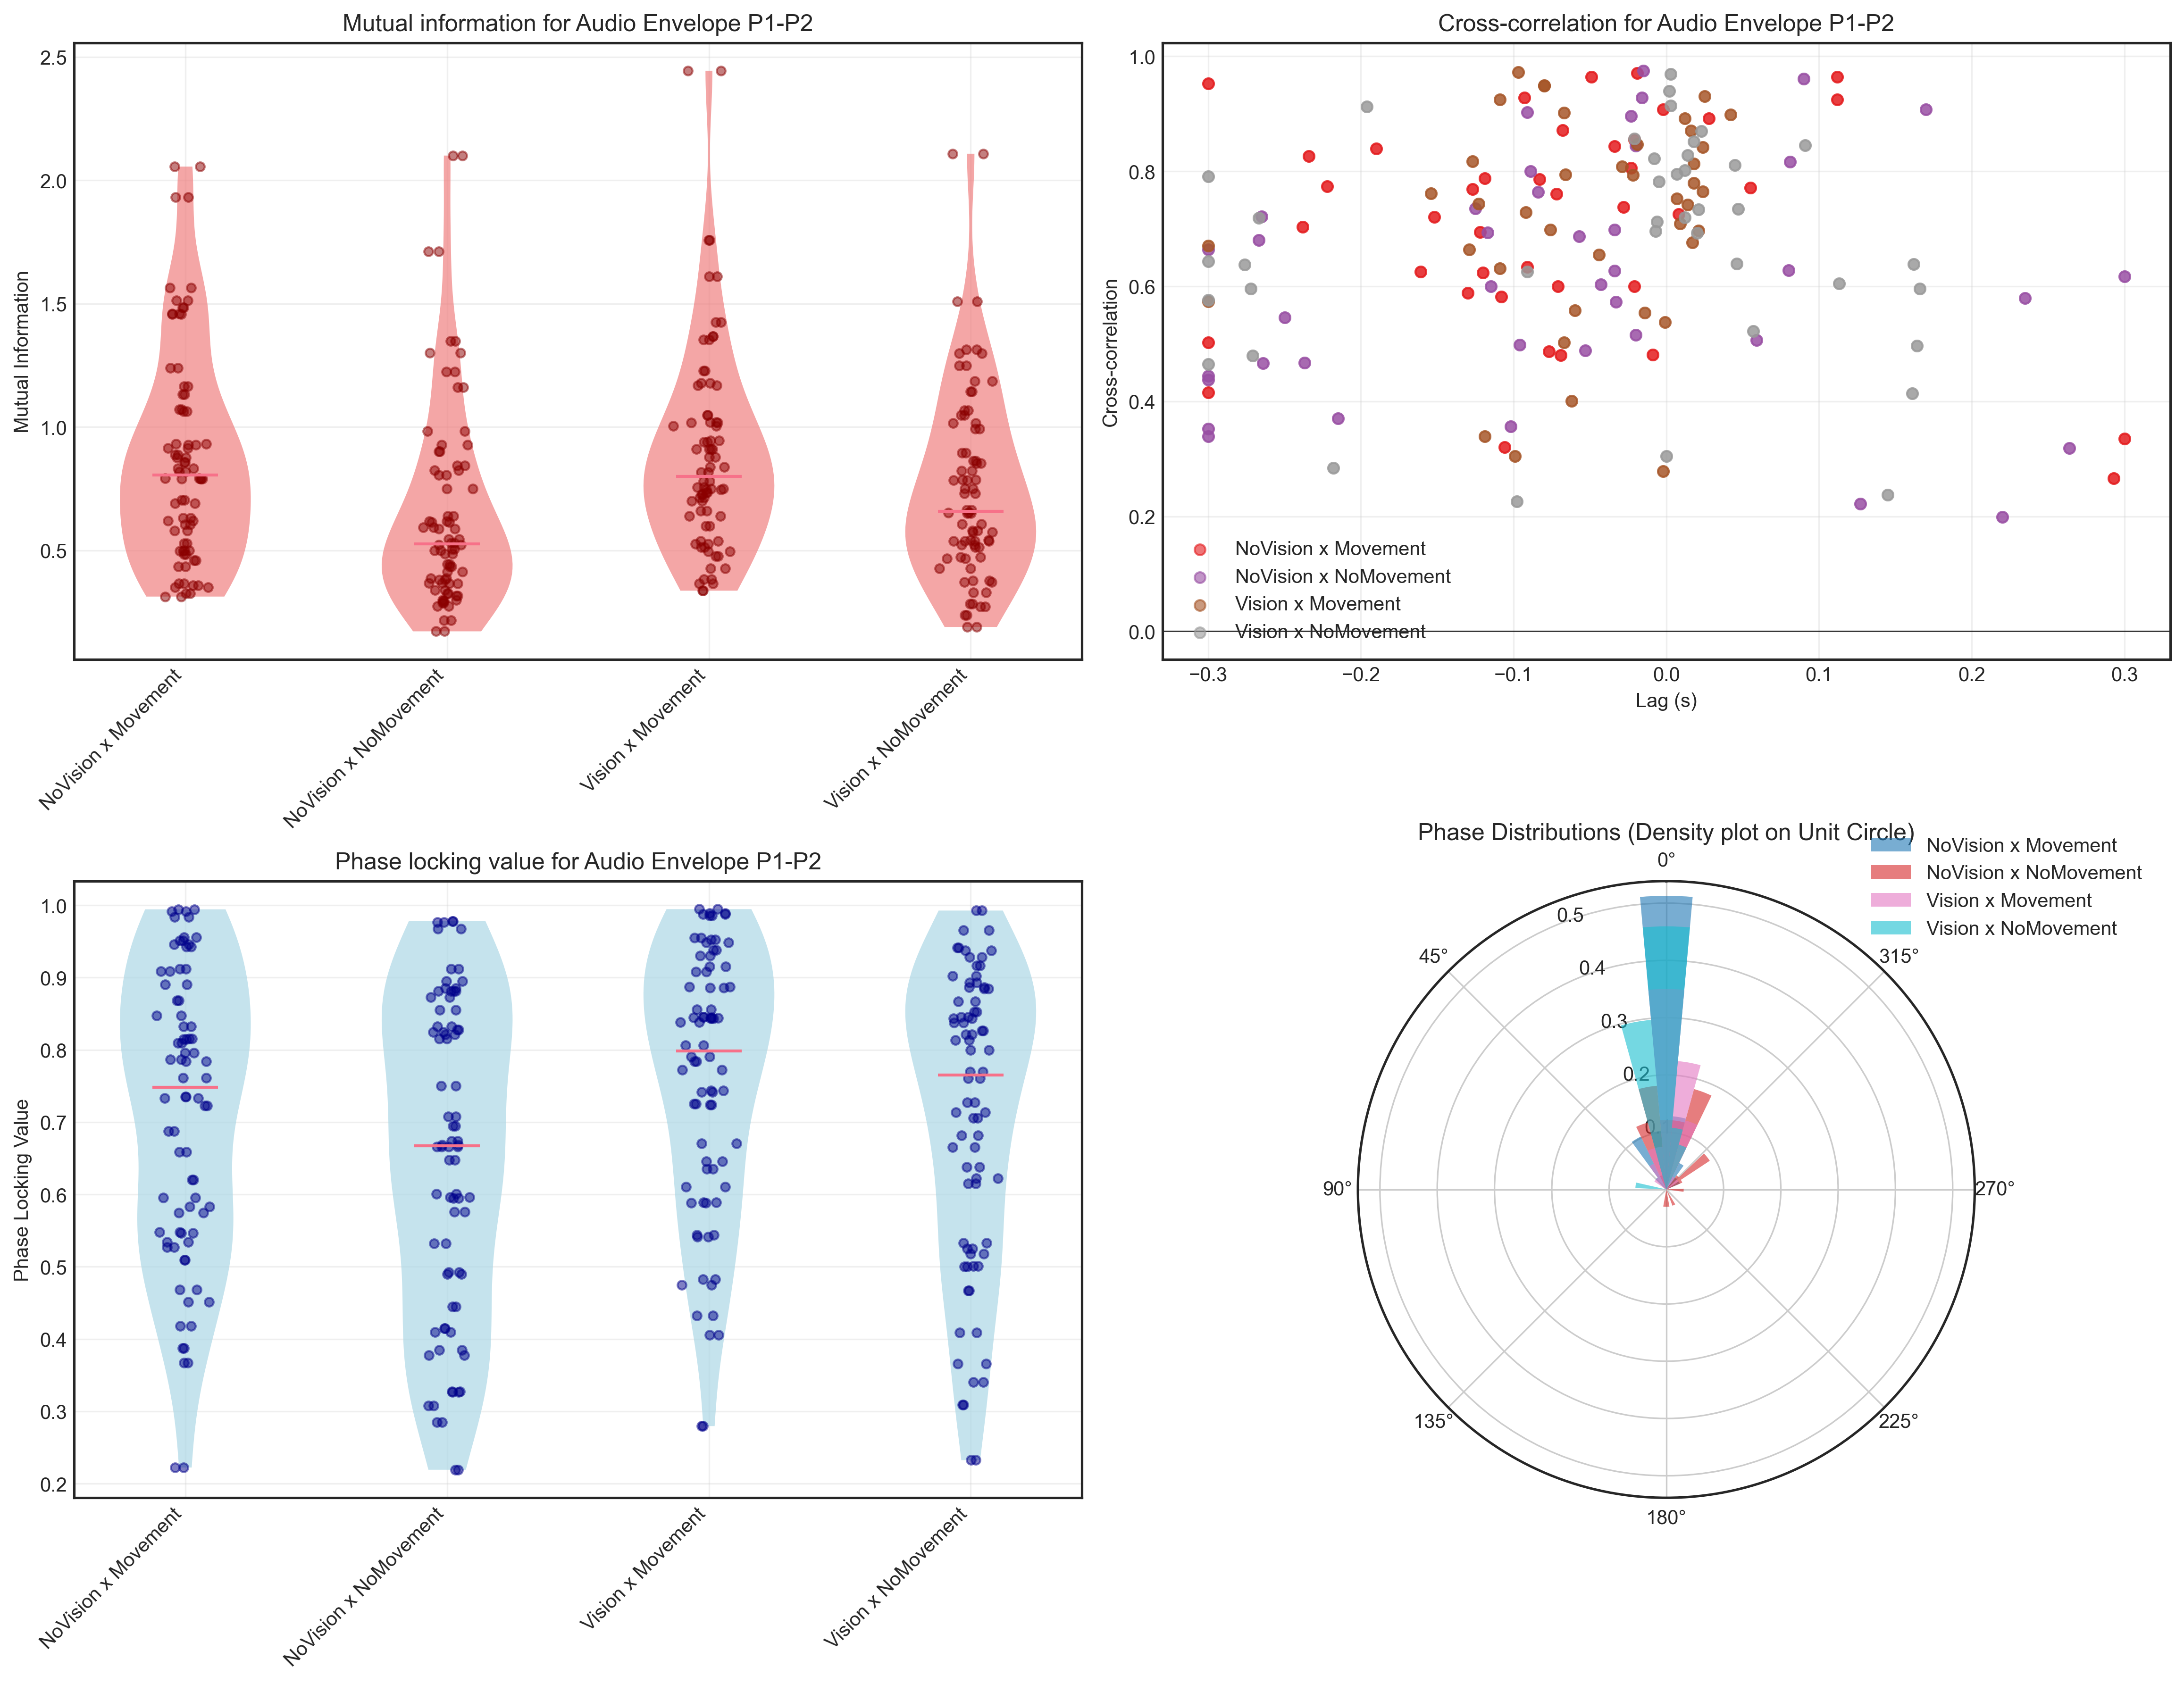 Mutual information for Audio Envelope P1-P2
Mutual Information
2.5
2.0
1.5
1.0
0.5
NoVision x Movement
NoVision x NoMovement
Vision x Movement
Vision x NoMovement
Cross-correlation for Audio Envelope P1-P2
Cross-correlation
1.0
0.8
0.6
0.4
0.2
0.0
NoVision x Movement
NoVision x NoMovement
Vision x Movement
Vision x NoMovement
−0.3
−0.2
−0.1
0.0
0.1
0.2
0.3
Lag (s)
Phase locking value for Audio Envelope P1-P2
Phase Locking Value
1.0
0.9
0.8
0.7
0.6
0.5
0.4
0.3
0.2
NoVision x Movement
NoVision x NoMovement
Vision x Movement
Vision x NoMovement
Phase Distributions (Density plot on Unit Circle)
NoVision x Movement
NoVision x NoMovement
Vision x Movement
Vision x NoMovement
0°
45°
315°
90°
270°
135°
225°
180°
0.5
0.4
0.3
0.2